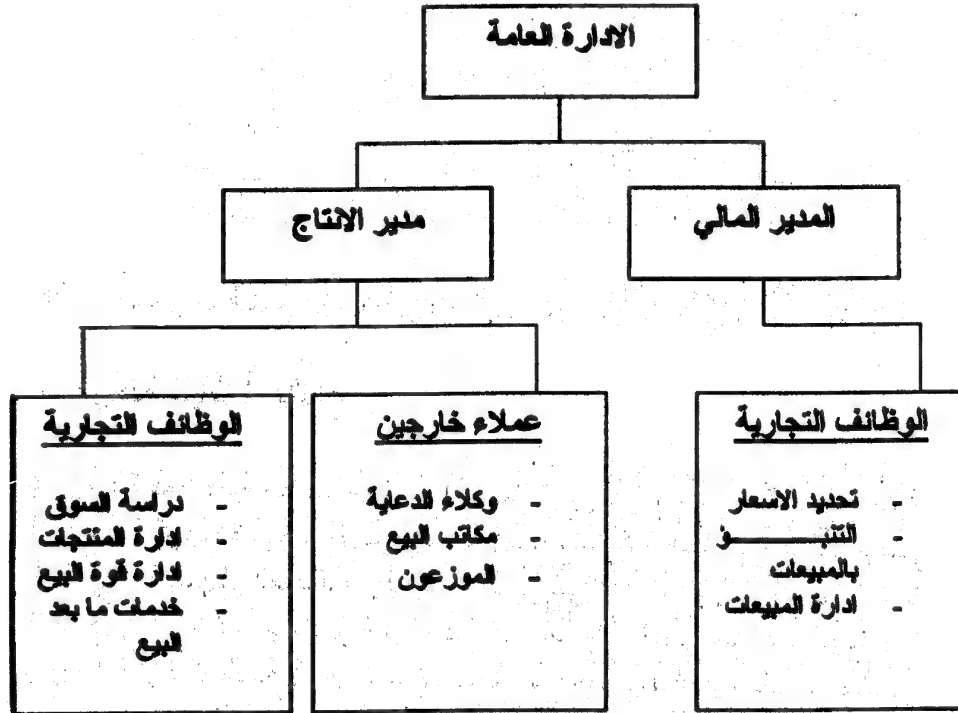 الادارة العامة
المدير المالي
مدير الانتاج
الوظائف التجارية
- تحديد الاسعار
- التنبـــــؤ
بالمبيعات
- ادارة المبيعات
عملاء خارجين
- وكلاء الدعاية
- مكاتب البيع
- الموزعون
الوظائف التجارية
- دراسة السوق
- ادارة المنتجات
- ادارة قوة البيع
- خدمات ما بعد
البيع